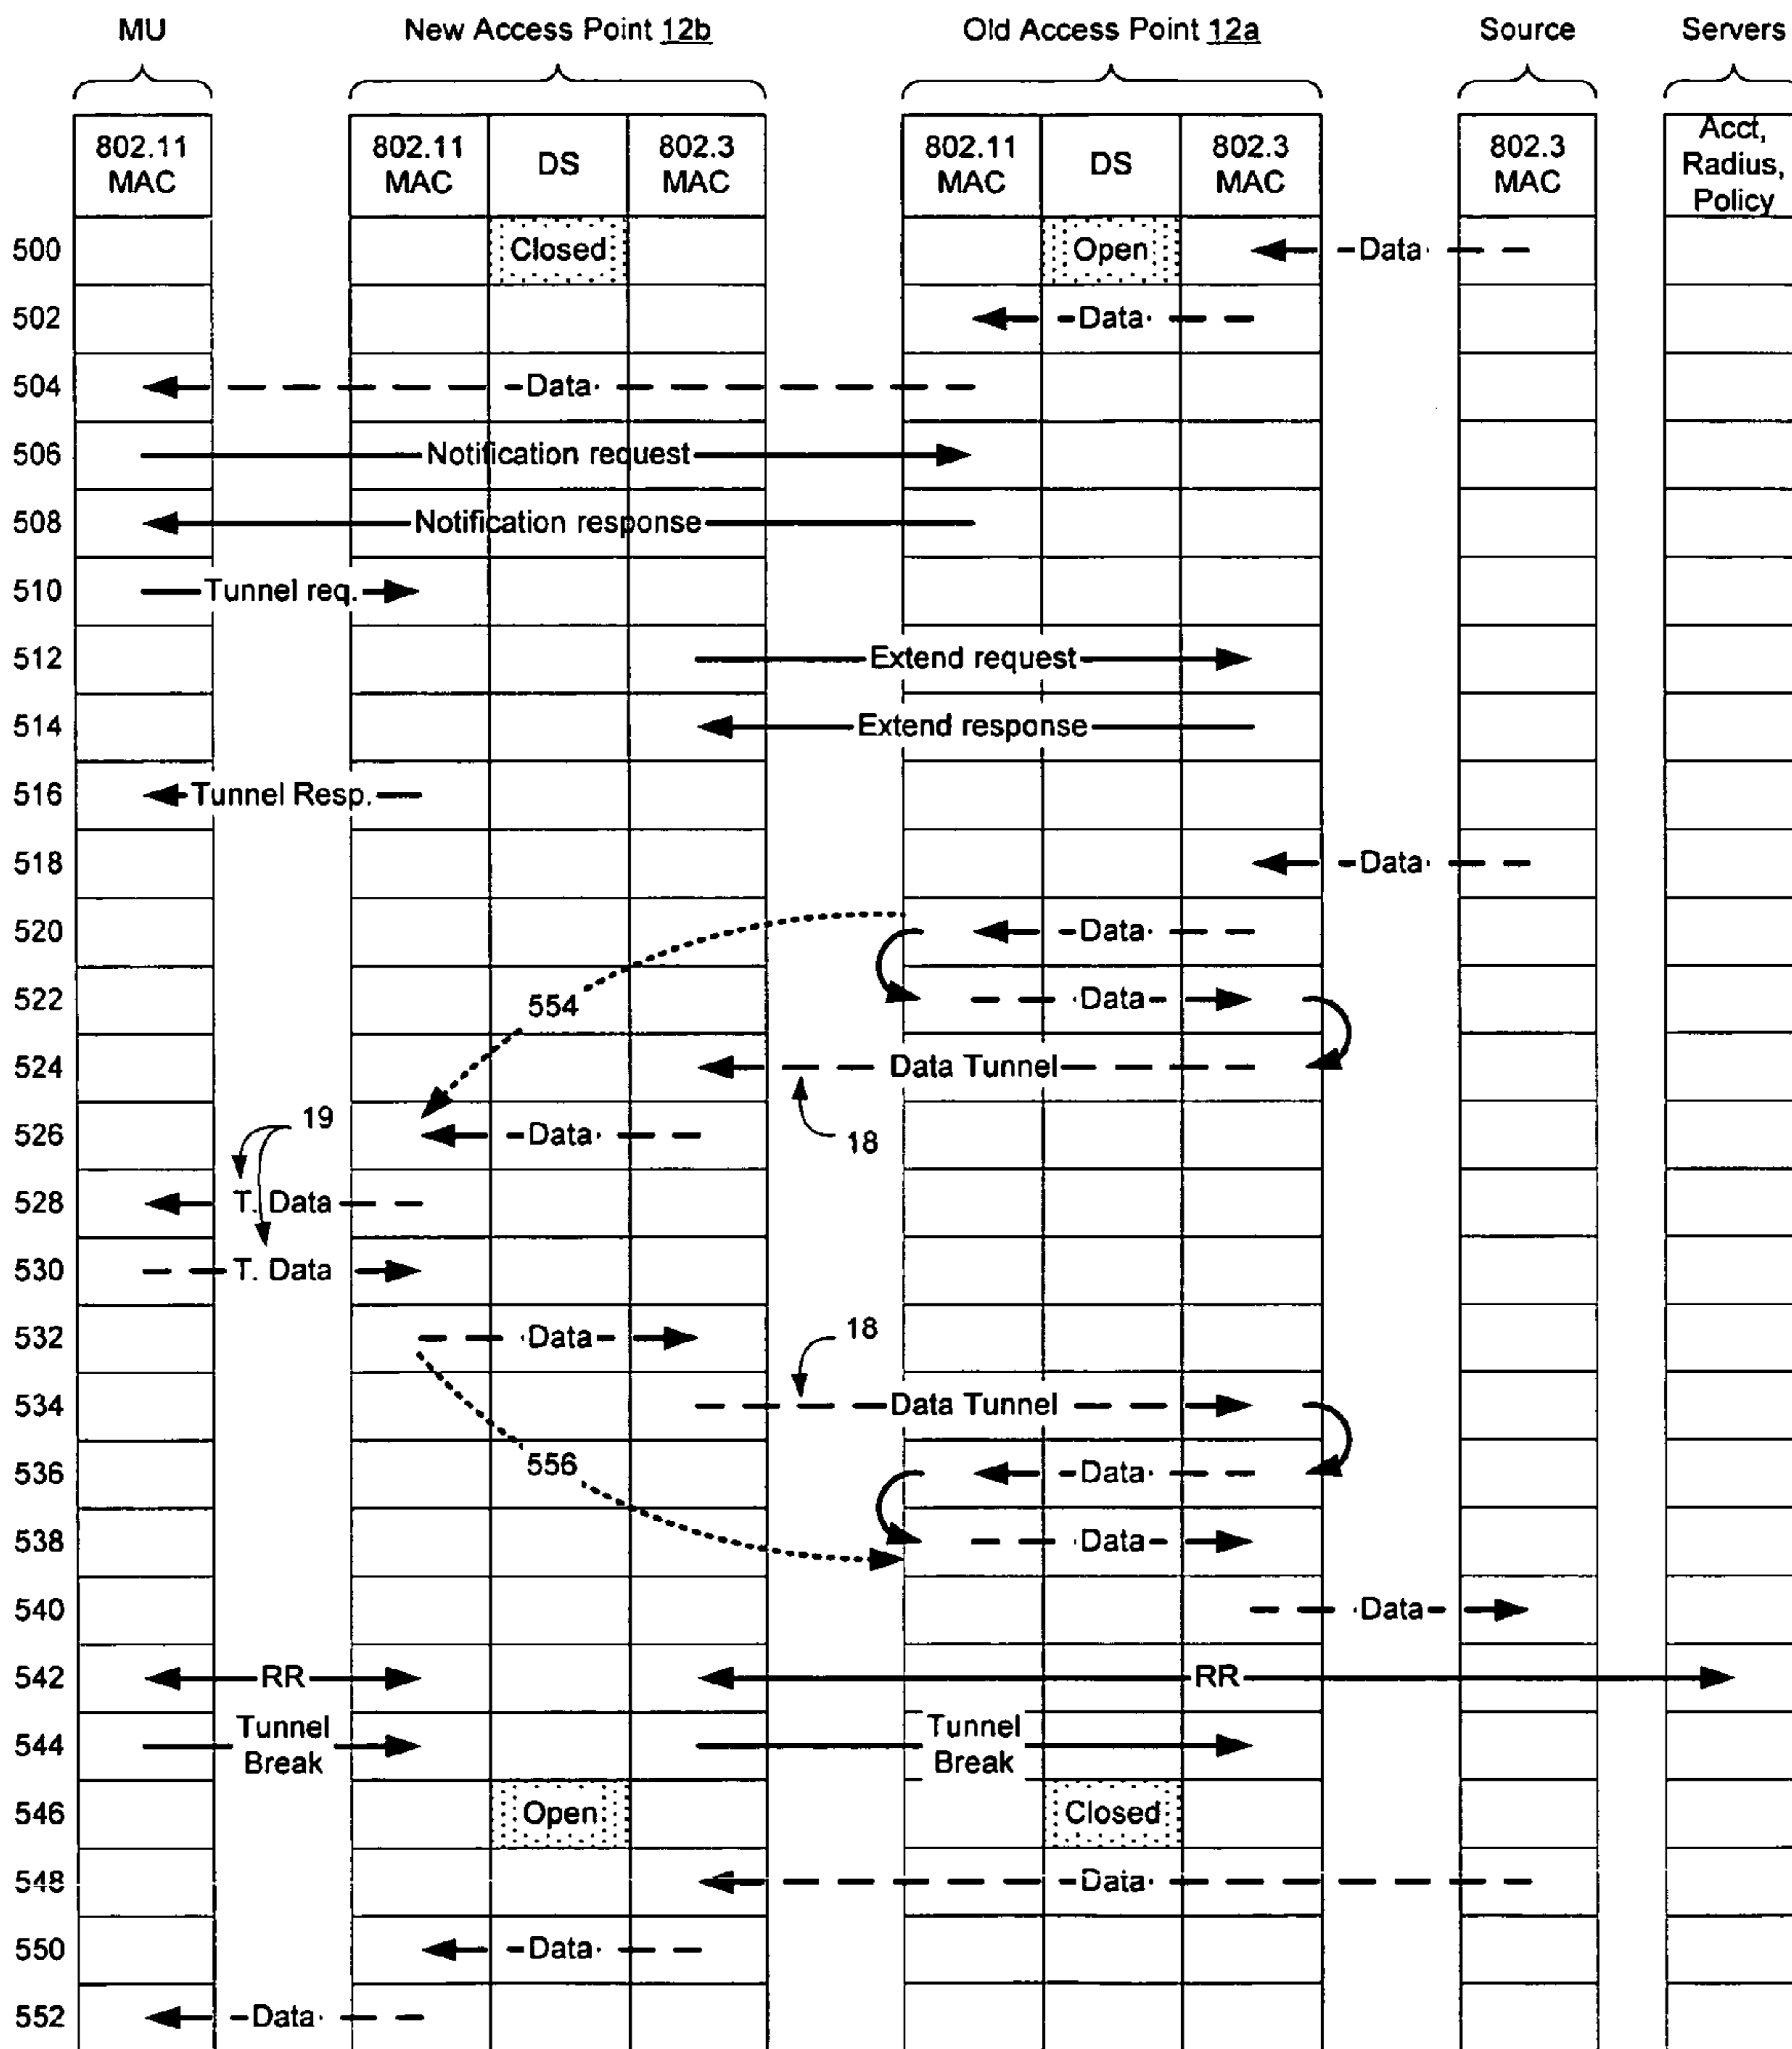 MU New Access Point 12b Old Access Point 12a Source Servers
802.11 MAC 802.11 MAC DS 802.3 MAC 802.11 MAC DS 802.3 MAC 802.3 MAC Acct, Radius, Policy
500 Closed Open Data
502 Data
504 Data
506 Notification request
508 Notification response
510 Tunnel req.
512 Extend request
514 Extend response
516 Tunnel Resp.
518 Data
520 Data
522 554 Data
524 Data Tunnel
526 19 Data 18
528 T. Data
530 T. Data
532 Data 18
534 Data Tunnel
536 556 Data
538 Data
540 Data
542 RR RR
544 Tunnel Break Tunnel Break
546 Open Closed
548 Data
550 Data
552 Data